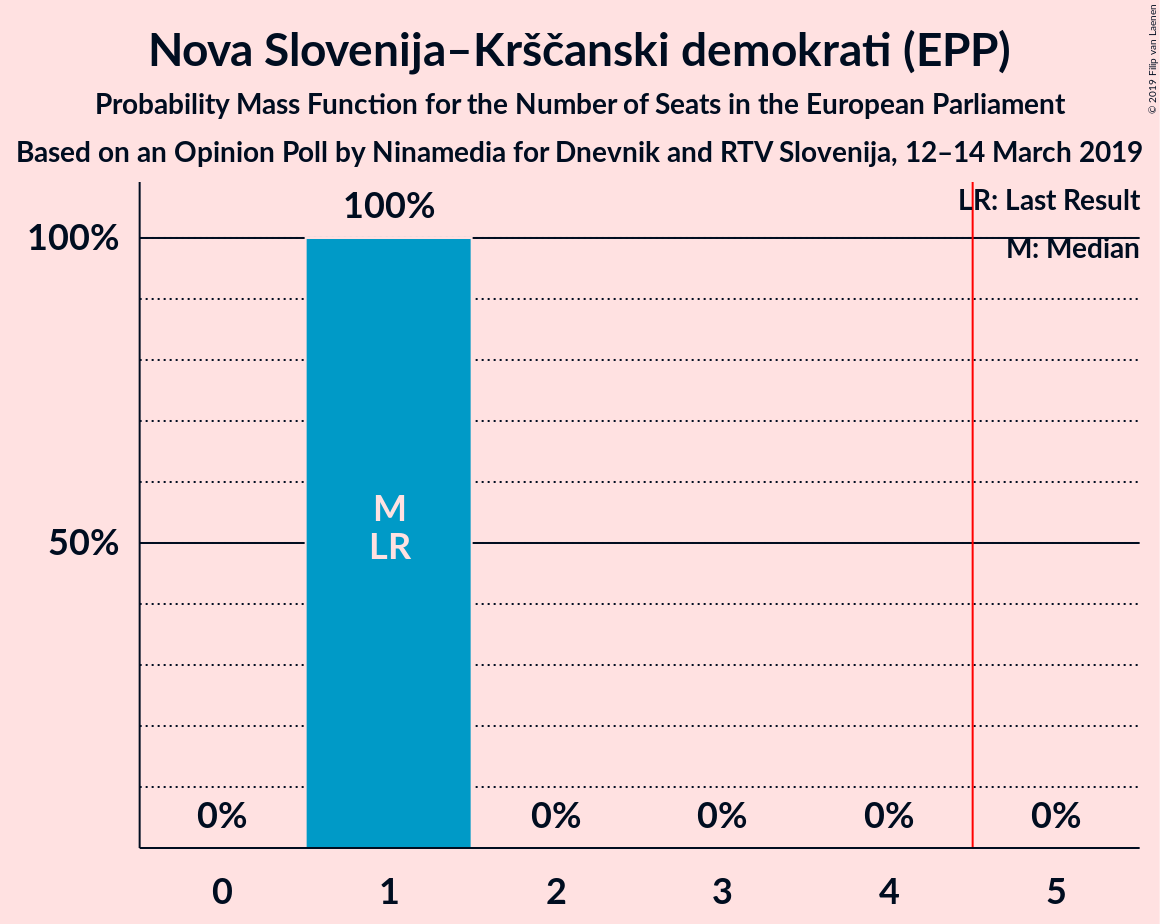 Nova Slovenija–Krščanski demokrati (EPP)
Probability Mass Function for the Number of Seats in the European Parliament
Based on an Opinion Poll by Ninamedia for Dnevnik and RTV Slovenija, 12–14 March 2019
© 2019 Filip van Laenen
LR: Last Result
M: Median
100%
100%
50%
M
LR
0% 0% 0% 0% 0%
0 1 2 3 4 5